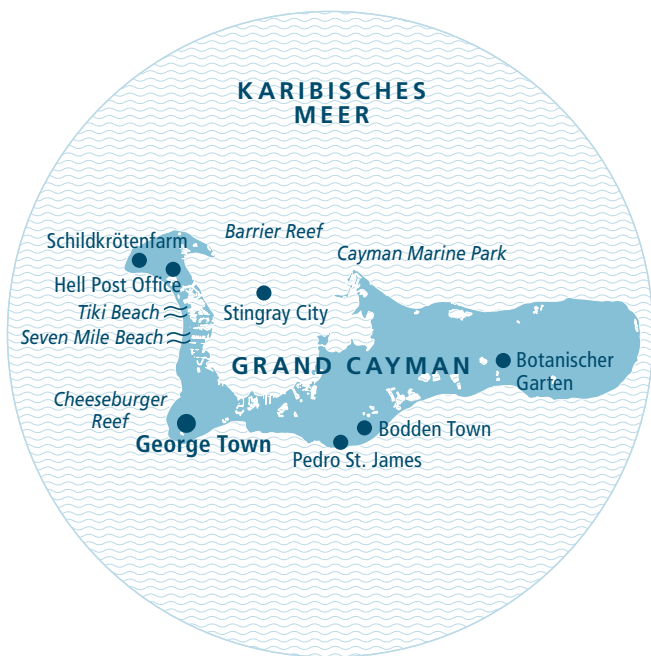 KARIBISCHES
MEER
Barrier Reef
Schildkrötenfarm
Cayman Marine Park
Hell Post Office
Tiki Beach
Stingray City
Seven Mile Beach
GRAND CAYMAN
Botanischer
Garten
Cheeseburger
Reef
George Town
Bodden Town
Pedro St. James